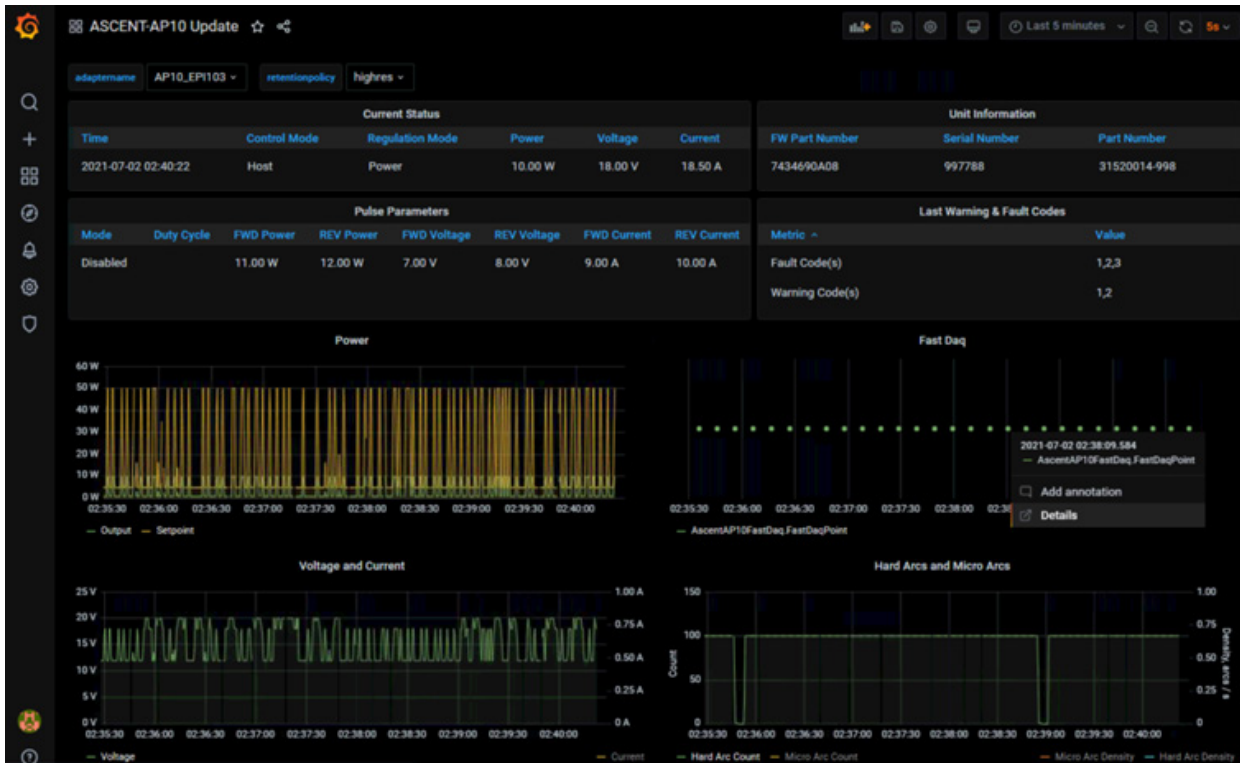 ASCENT-AP10 Update
Last 5 minutes
5s
adaptername AP10_EPI103 retentionpolicy highres
Current Status
Time Control Mode Regulation Mode Power Voltage Current
2021-07-02 02:40:22 Host Power 10.00 W 18.00 V 18.50 A
Unit Information
FW Part Number Serial Number Part Number
7434690A08 997788 31520014-998
Pulse Parameters
Mode Duty Cycle FWD Power REV Power FWD Voltage REV Voltage FWD Current REV Current
Disabled 11.00 W 12.00 W 7.00 V 8.00 V 9.00 A 10.00 A
Last Warning & Fault Codes
Metric Value
Fault Code(s) 1,2,3
Warning Code(s) 1,2
Power
60 W
50 W
40 W
30 W
20 W
10 W
0 W
02:35:30 02:36:00 02:36:30 02:37:00 02:37:30 02:38:00 02:38:30 02:39:00 02:39:30 02:40:00
Output Setpoint
Fast Daq
2021-07-02 02:38:09.584
AscentAP10FastDaq.FastDaqPoint
Add annotation
Details
02:35:30 02:36:00 02:36:30 02:37:00 02:37:30 02:38:00
AscentAP10FastDaq.FastDaqPoint
Voltage and Current
25 V 1.00 A
20 V 0.75 A
15 V 0.50 A
10 V
5 V 0.25 A
0 V 0 A
02:35:30 02:36:00 02:36:30 02:37:00 02:37:30 02:38:00 02:38:30 02:39:00 02:39:30 02:40:00
Voltage Current
Hard Arcs and Micro Arcs
150 1.00
100 0.75
50 0.50
0.25
0 0
Count
Density, arcs / s
02:35:30 02:36:00 02:36:30 02:37:00 02:37:30 02:38:00 02:38:30 02:39:00 02:39:30 02:40:00
Hard Arc Count Micro Arc Count Micro Arc Density Hard Arc Density